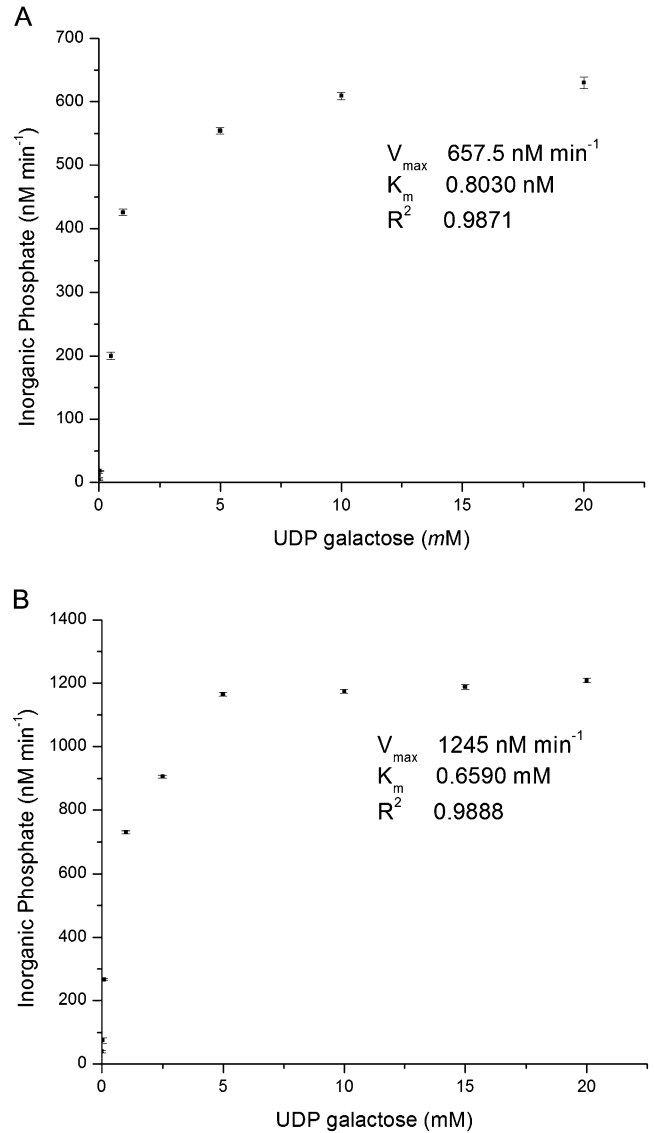 A
700
600
500
400
300
200
100
0
Inorganic Phosphate (nM min⁻¹)
Vmax 657.5 nM min⁻¹
Km 0.8030 nM
R² 0.9871
0 5 10 15 20
UDP galactose (mM)
B
1400
1200
1000
800
600
400
200
0
Inorganic Phosphate (nM min⁻¹)
Vmax 1245 nM min⁻¹
Km 0.6590 mM
R² 0.9888
0 5 10 15 20
UDP galactose (mM)